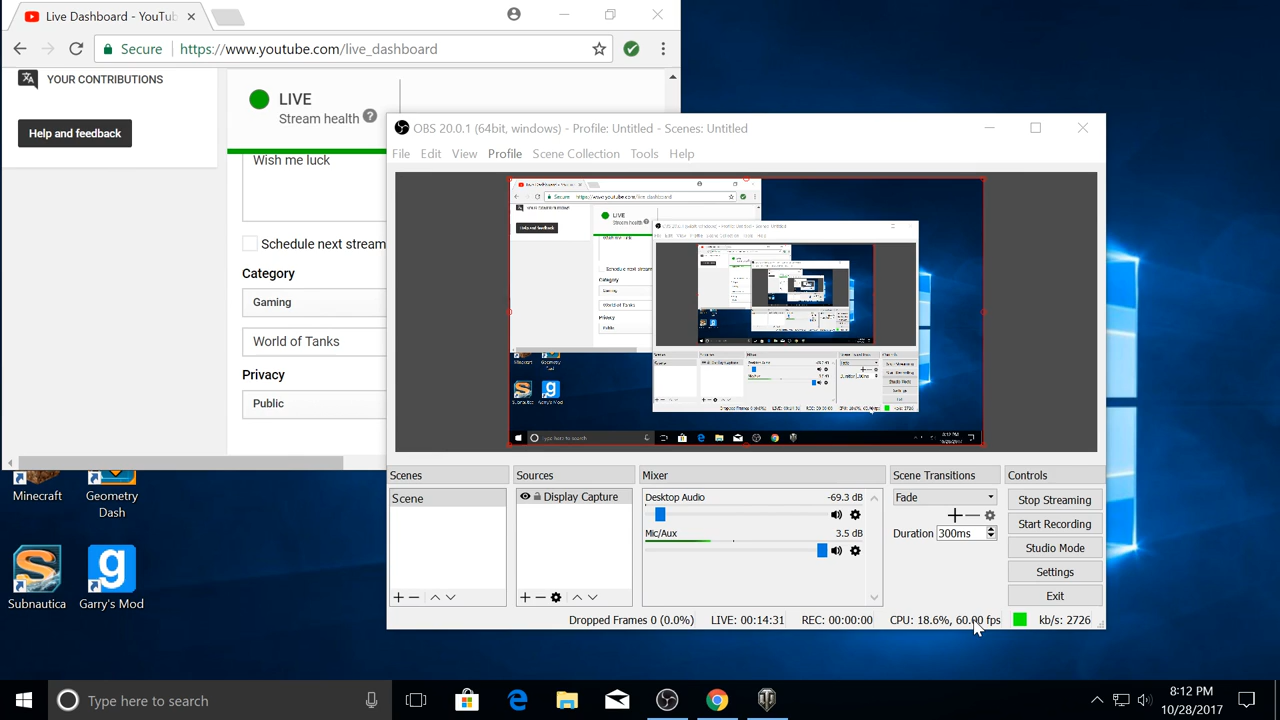 Live Dashboard - YouTub
Secure https://www.youtube.com/live_dashboard
YOUR CONTRIBUTIONS
Help and feedback
LIVE
Stream health ?
Wish me luck
Schedule next stream
Category
Gaming
World of Tanks
Privacy
Public
OBS 20.0.1 (64bit, windows) - Profile: Untitled - Scenes: Untitled
File Edit View Profile Scene Collection Tools Help
Scenes
Scene
Sources
Display Capture
Mixer
Desktop Audio -69.3 dB
Mic/Aux 3.5 dB
Scene Transitions
Fade
Duration 300ms
Controls
Stop Streaming
Start Recording
Studio Mode
Settings
Exit
Dropped Frames 0 (0.0%) LIVE: 00:14:31 REC: 00:00:00 CPU: 18.6%, 60.00 fps kb/s: 2726
Minecraft
Geometry
Dash
Subnautica
Garry's Mod
Type here to search
8:12 PM
10/28/2017